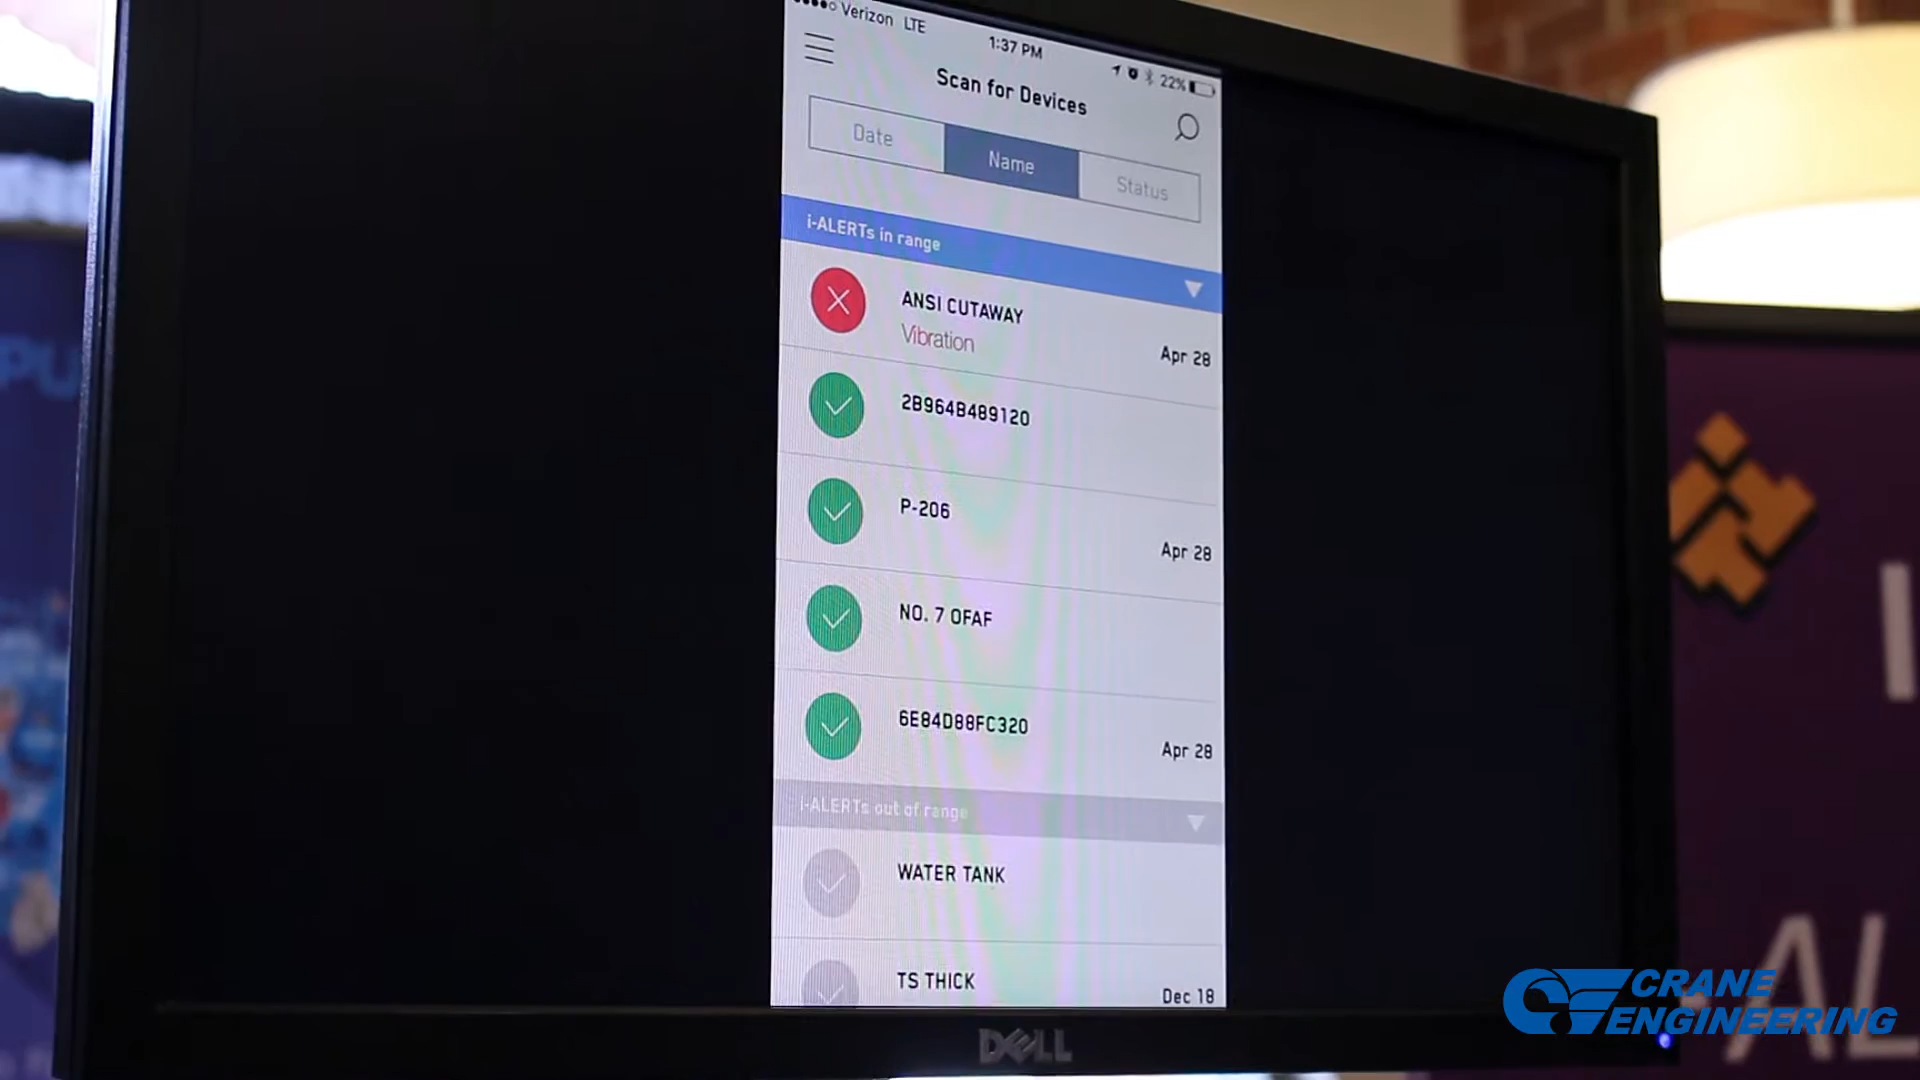 Verizon LTE
1:37 PM
22%
Scan for Devices
Date
Name
Status
i-ALERTs in range
ANSI CUTAWAY
Vibration
Apr 28
2B964B489120
P-206
Apr 28
NO. 7 OFAF
6E84D88FC320
Apr 28
i-ALERTs out of range
WATER TANK
TS THICK
Dec 18
DELL
CRANE
ENGINEERING
PU
I
-AL